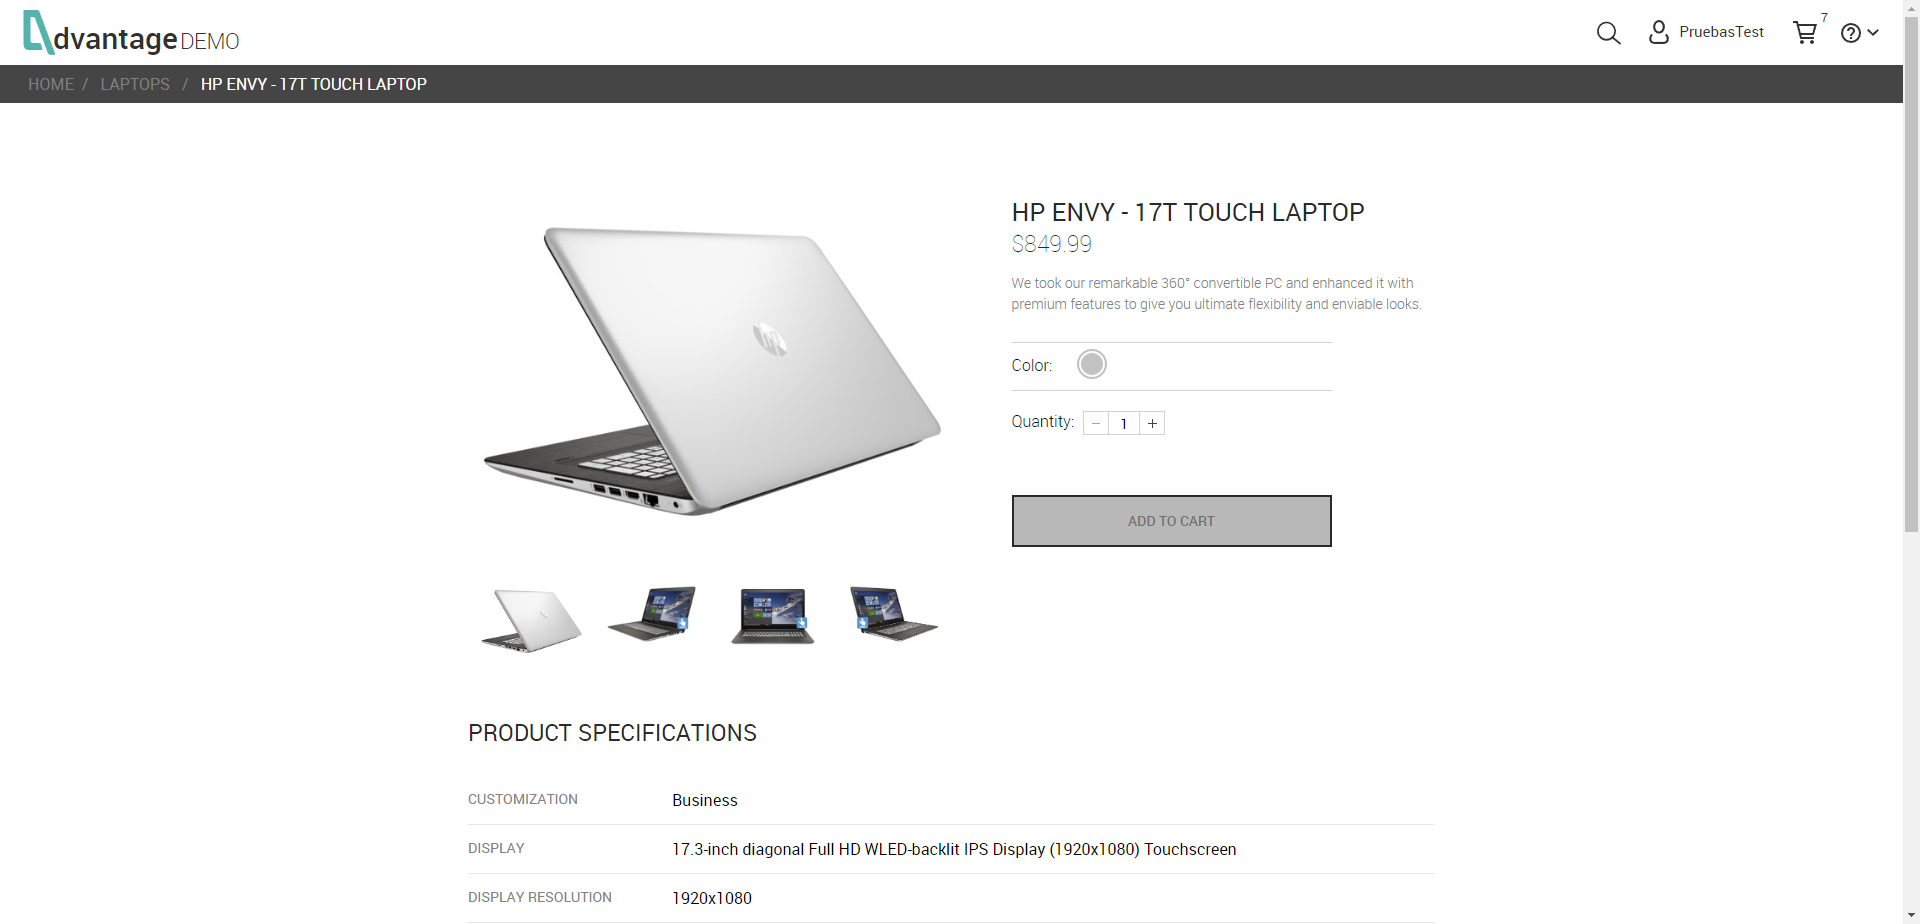 dvantage DEMO
PruebasTest
7
HOME / LAPTOPS / HP ENVY - 17T TOUCH LAPTOP
HP ENVY - 17T TOUCH LAPTOP
$849.99
We took our remarkable 360° convertible PC and enhanced it with
premium features to give you ultimate flexibility and enviable looks.
Color:
Quantity: − 1 +
ADD TO CART
hp
PRODUCT SPECIFICATIONS
CUSTOMIZATION Business
DISPLAY 17.3-inch diagonal Full HD WLED-backlit IPS Display (1920x1080) Touchscreen
DISPLAY RESOLUTION 1920x1080